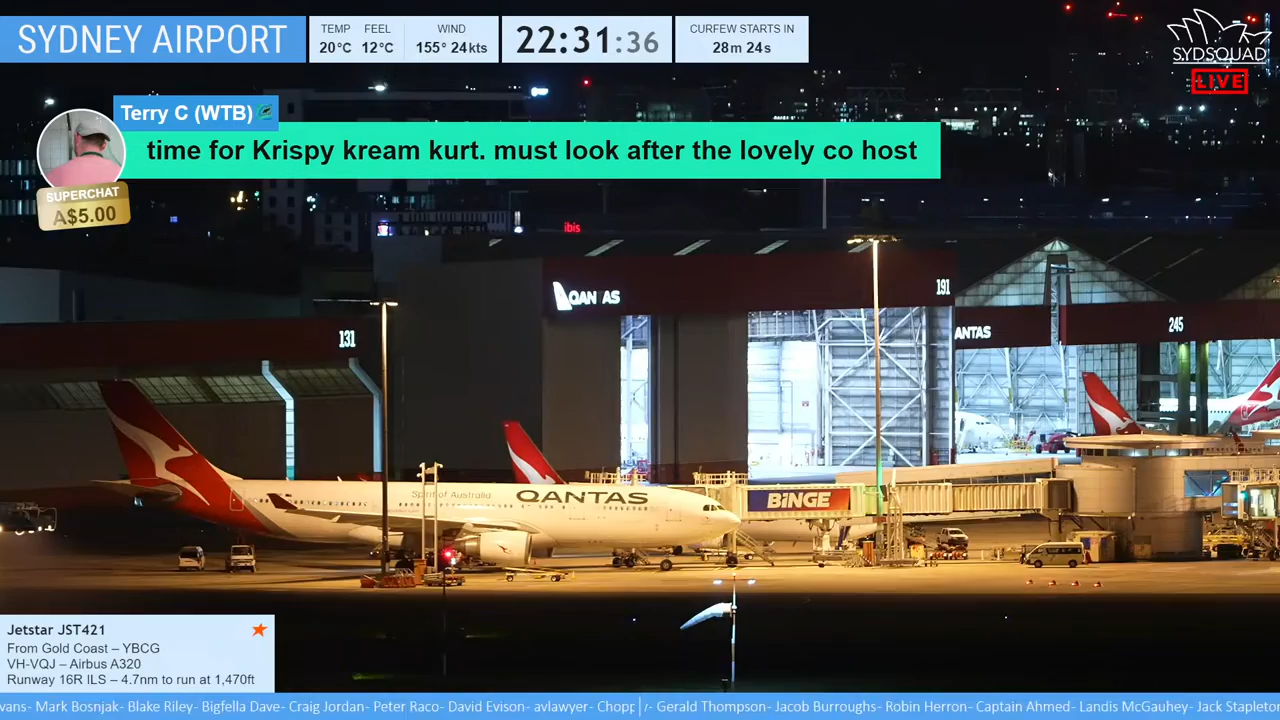 SYDNEY AIRPORT
TEMP FEEL WIND
20°C 12°C 155° 24kts
22:31:36
CURFEW STARTS IN
28m 24s
SYDSQUAD
LIVE
Terry C (WTB)
time for Krispy kream kurt. must look after the lovely co host
SUPERCHAT
A$5.00
ibis
QAN AS
191
131
ANTAS
245
Spirit of Australia
QANTAS
BiNGE
Jetstar JST421
From Gold Coast – YBCG
VH-VQJ – Airbus A320
Runway 16R ILS – 4.7nm to run at 1,470ft
vans- Mark Bosnjak- Blake Riley- Bigfella Dave- Craig Jordan- Peter Raco- David Evison- avlawyer- Chopp
- Gerald Thompson- Jacob Burroughs- Robin Herron- Captain Ahmed- Landis McGauhey- Jack Stapleton